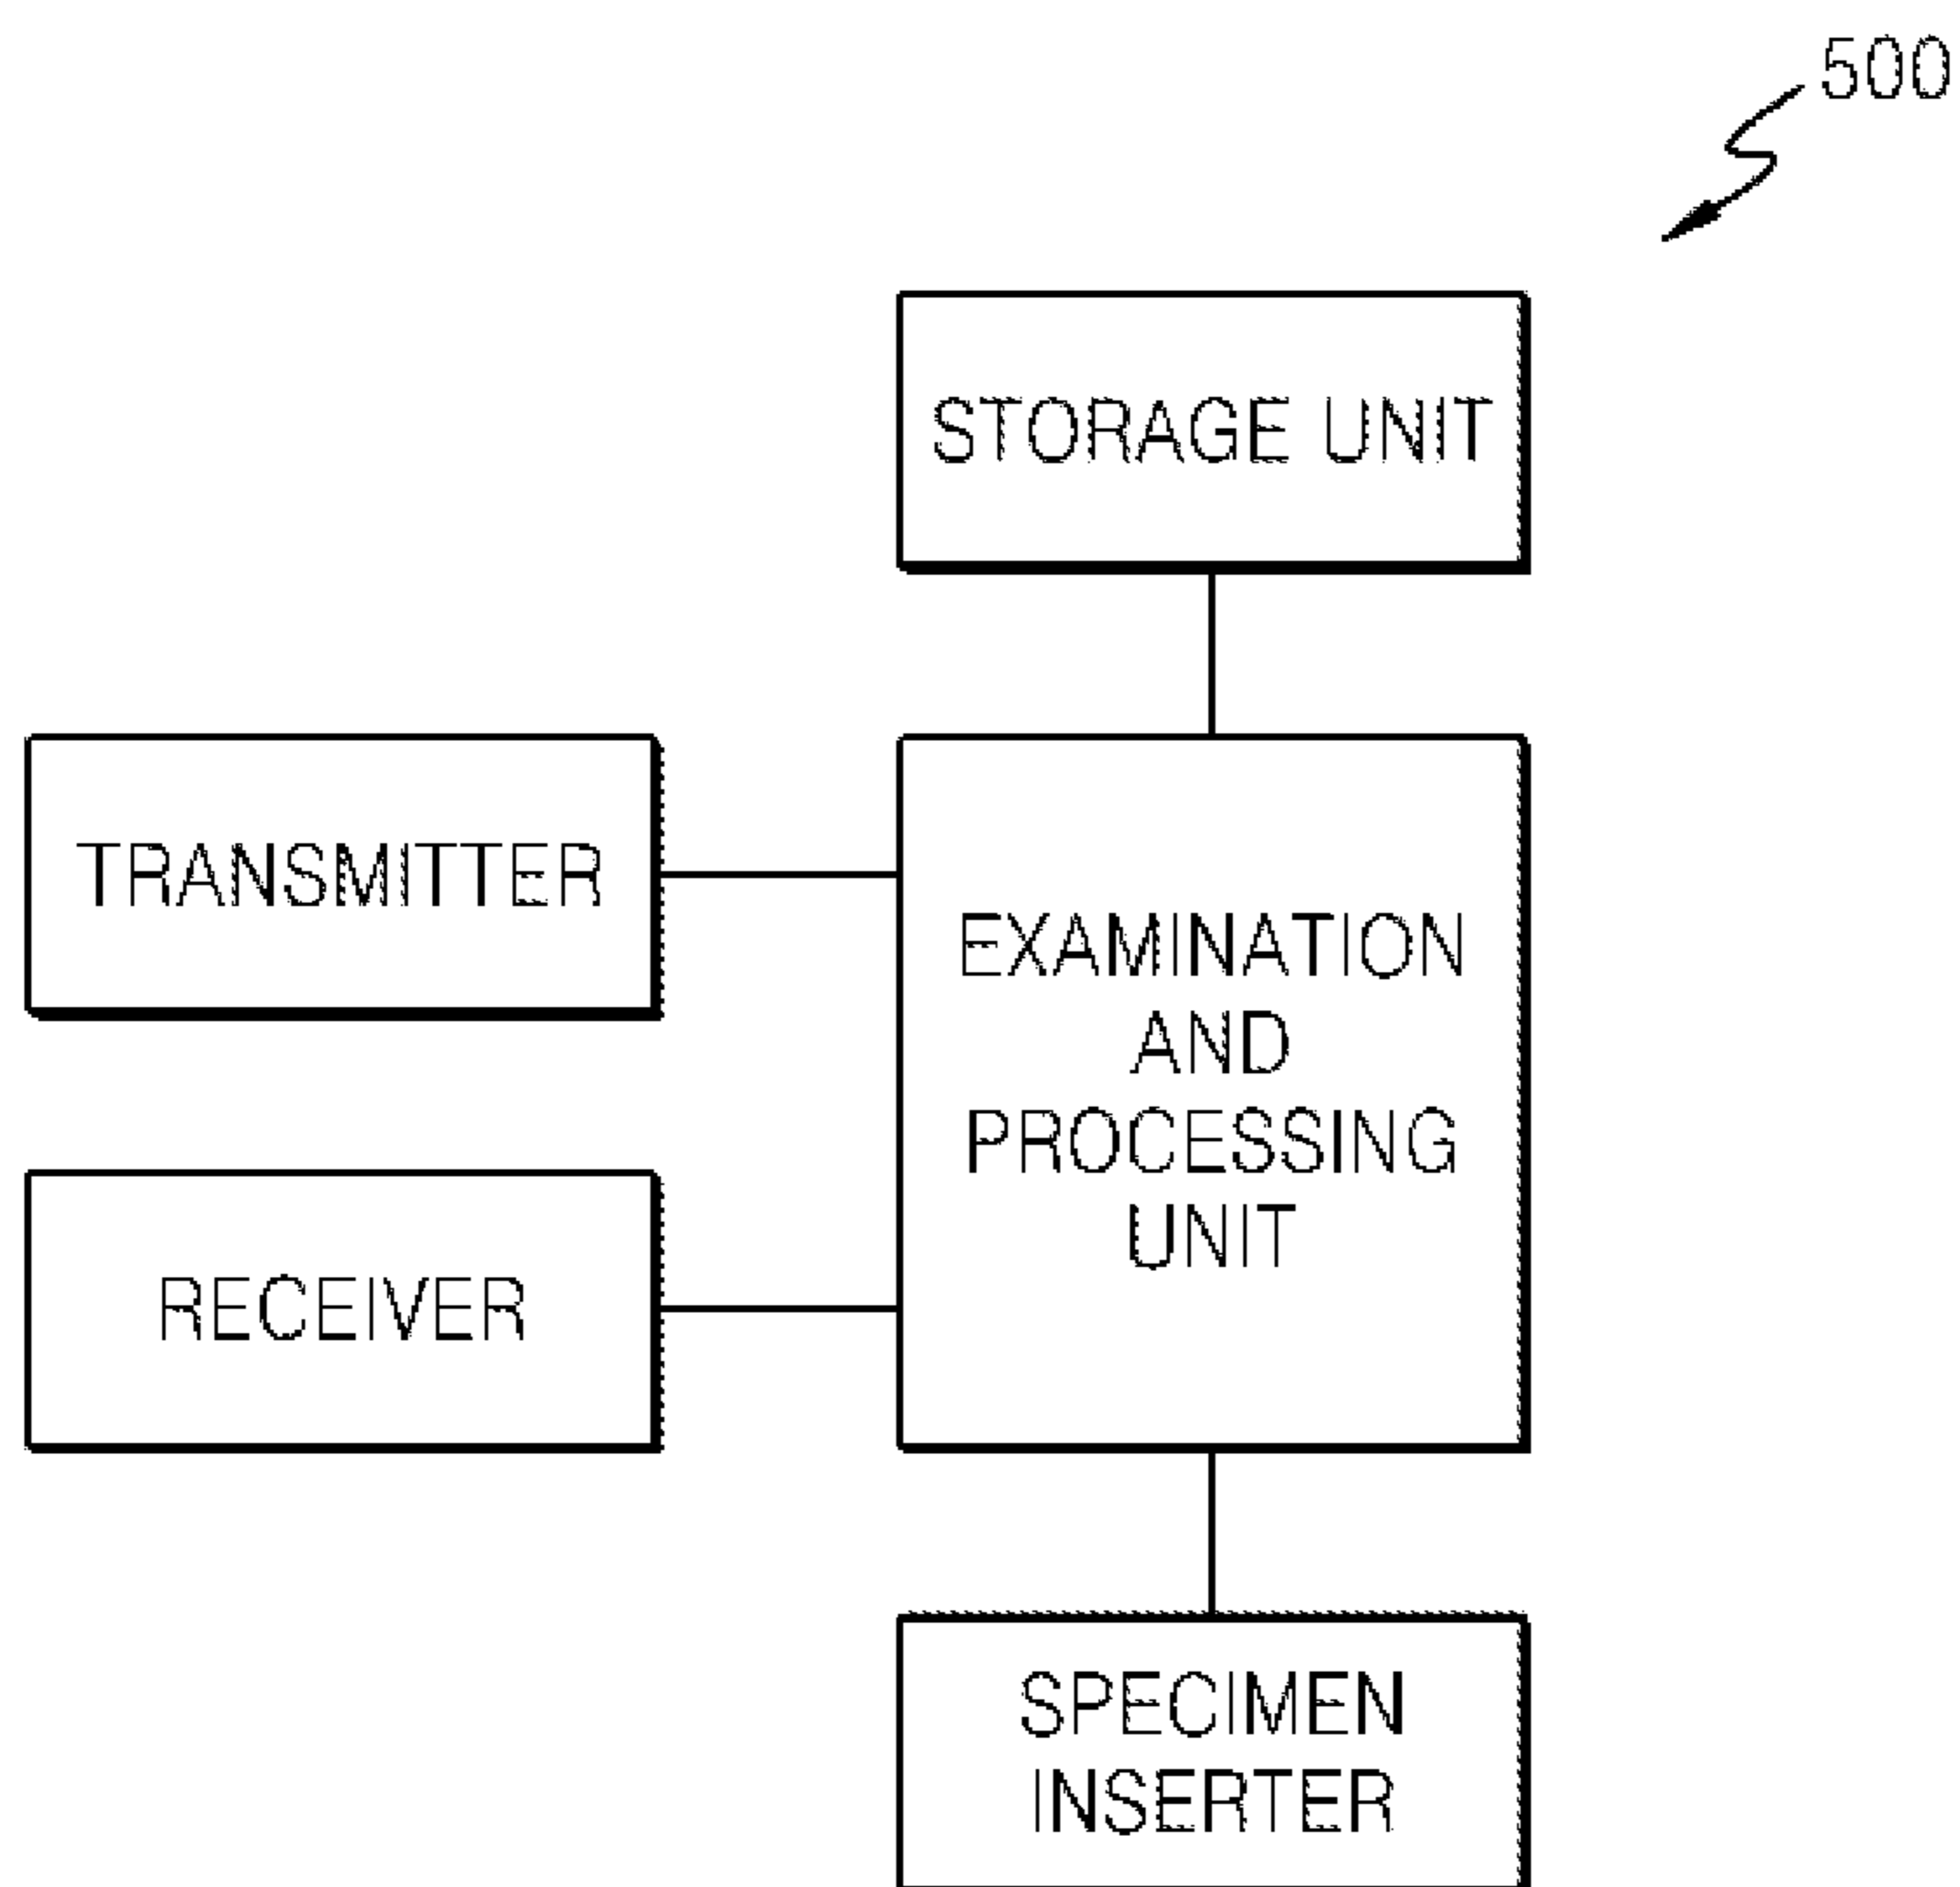 500
STORAGE UNIT
TRANSMITTER
EXAMINATION
AND
PROCESSING
UNIT
RECEIVER
SPECIMEN
INSERTER